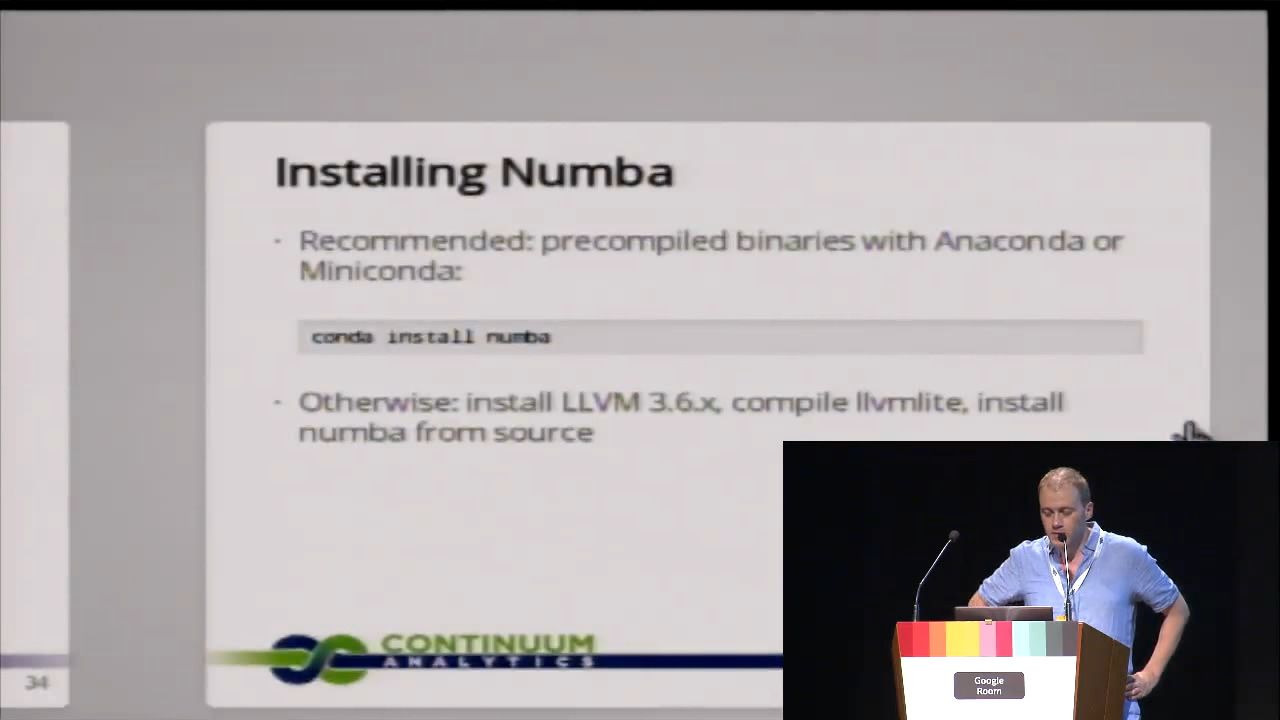 Installing Numba
· Recommended: precompiled binaries with Anaconda or
Miniconda:
conda install numba
· Otherwise: install LLVM 3.6.x, compile llvmlite, install
numba from source
CONTINUUM
ANALYTICS
34
Google
Room